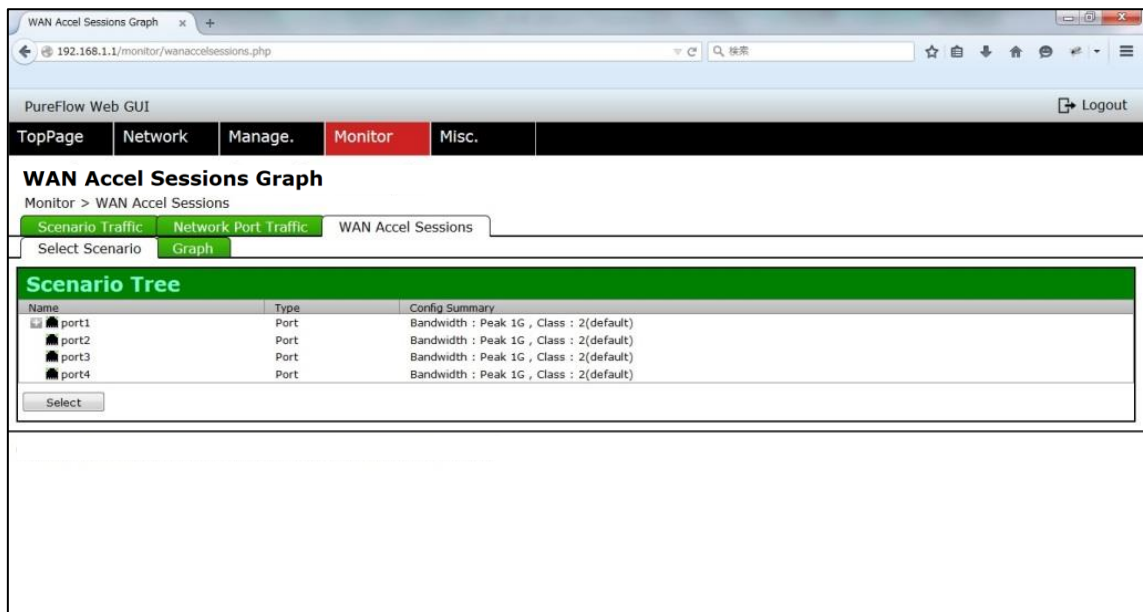 WAN Accel Sessions Graph × +
192.168.1.1/monitor/wanaccelsessions.php 検索
PureFlow Web GUI Logout
TopPage Network Manage. Monitor Misc.
WAN Accel Sessions Graph
Monitor > WAN Accel Sessions
Scenario Traffic Network Port Traffic WAN Accel Sessions
Select Scenario Graph
Scenario Tree
Name Type Config Summary
port1 Port Bandwidth : Peak 1G , Class : 2(default)
port2 Port Bandwidth : Peak 1G , Class : 2(default)
port3 Port Bandwidth : Peak 1G , Class : 2(default)
port4 Port Bandwidth : Peak 1G , Class : 2(default)
Select